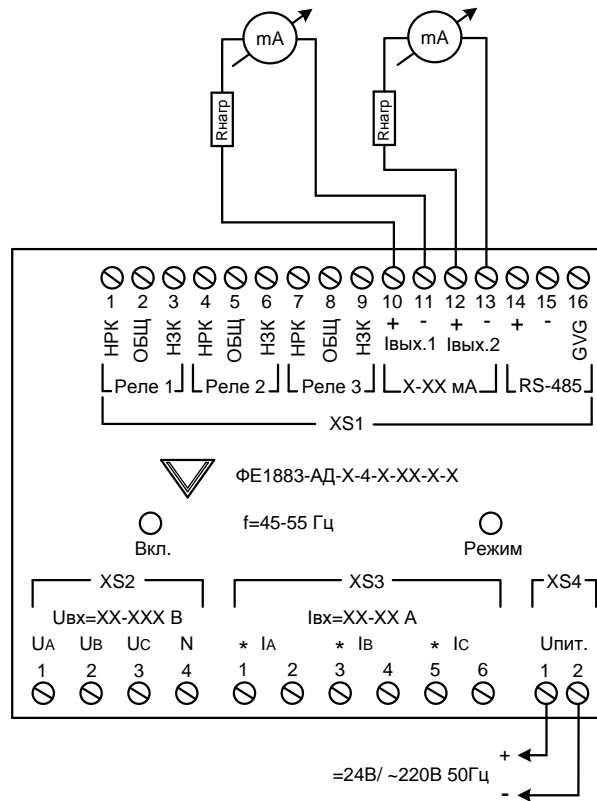 mA mA
Rнагр Rнагр
1 2 3 4 5 6 7 8 9 10 11 12 13 14 15 16
НРК ОБЩ НЗК НРК ОБЩ НЗК НРК ОБЩ НЗК + - + - + - GVG
Iвых.1 Iвых.2
Реле 1 Реле 2 Реле 3 X-XX мА RS-485
XS1
ФЕ1883-АД-Х-4-Х-ХХ-Х-Х
f=45-55 Гц
Вкл. Режим
XS2 XS3 XS4
Uвх=ХХ-ХХХ В Iвх=ХХ-ХХ А
UA UB UC N * IA * IB * IC Uпит.
1 2 3 4 1 2 3 4 5 6 1 2
+
=24В/ ~220В 50Гц
-